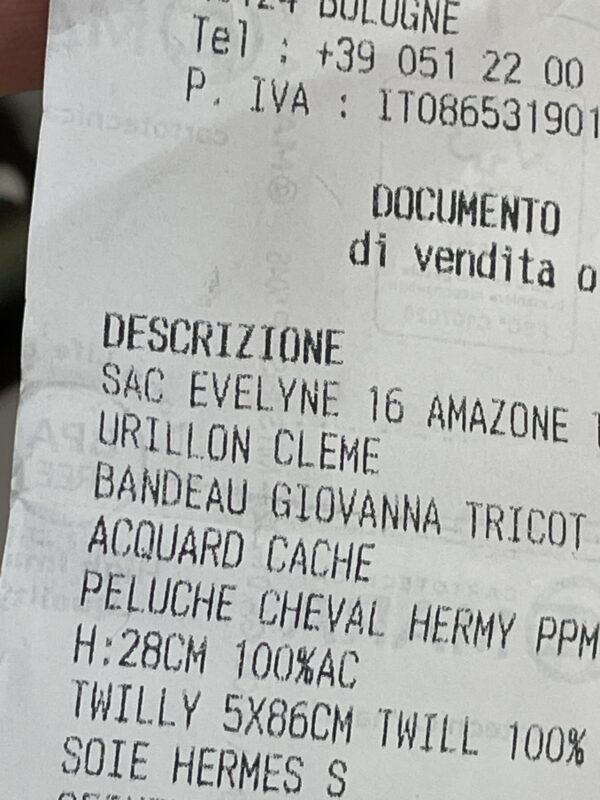 BOLOGNE
Tel : +39 051 22 00
P. IVA : IT086531901
DOCUMENTO
di vendita o
DESCRIZIONE
SAC EVELYNE 16 AMAZONE
URILLON CLEME
BANDEAU GIOVANNA TRICOT
ACQUARD CACHE
PELUCHE CHEVAL HERMY PPM
H:28CM 100%AC
TWILLY 5X86CM TWILL 100%
SOIE HERMES S